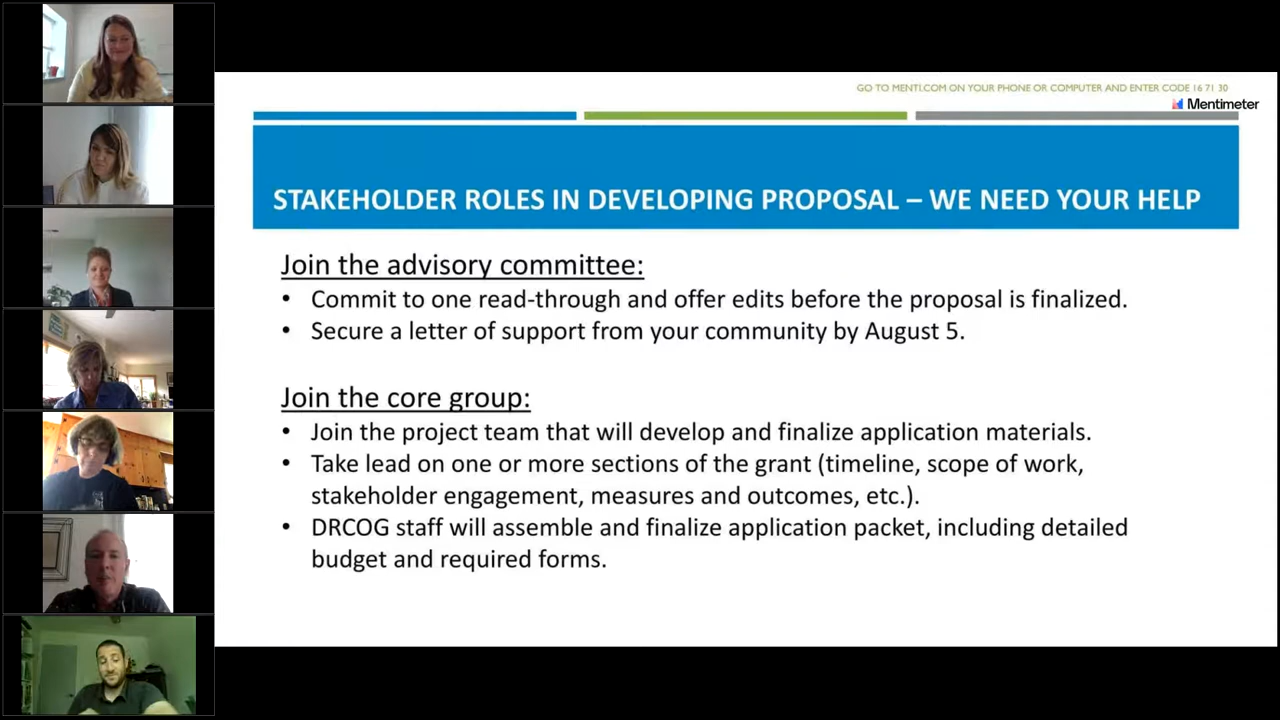 GO TO MENTI.COM ON YOUR PHONE OR COMPUTER AND ENTER CODE 16 71 30
Mentimeter
STAKEHOLDER ROLES IN DEVELOPING PROPOSAL – WE NEED YOUR HELP
Join the advisory committee:
• Commit to one read-through and offer edits before the proposal is finalized.
• Secure a letter of support from your community by August 5.
Join the core group:
• Join the project team that will develop and finalize application materials.
• Take lead on one or more sections of the grant (timeline, scope of work,
stakeholder engagement, measures and outcomes, etc.).
• DRCOG staff will assemble and finalize application packet, including detailed
budget and required forms.